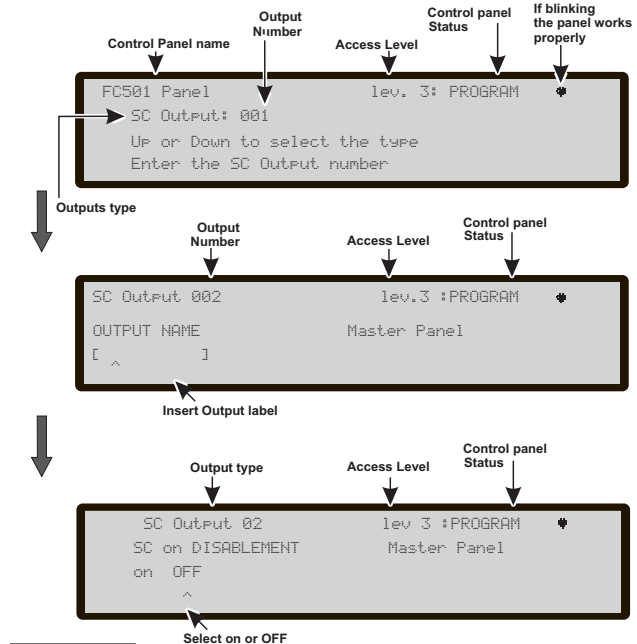 If blinking
the panel works
properly
Control panel
Status
Output
Number
Control Panel name
Access Level
FC501 Panel lev. 3: PROGRAM
SC Output: 001
Up or Down to select the type
Enter the SC Output number
Outputs type
Output
Number
Access Level
Control panel
Status
SC Output 002 lev.3 :PROGRAM
OUTPUT NAME Master Panel
[ ^ ]
Insert Output label
Output type
Access Level
Control panel
Status
SC Output 02 lev 3 :PROGRAM
SC on DISABLEMENT Master Panel
on OFF
^
Select on or OFF